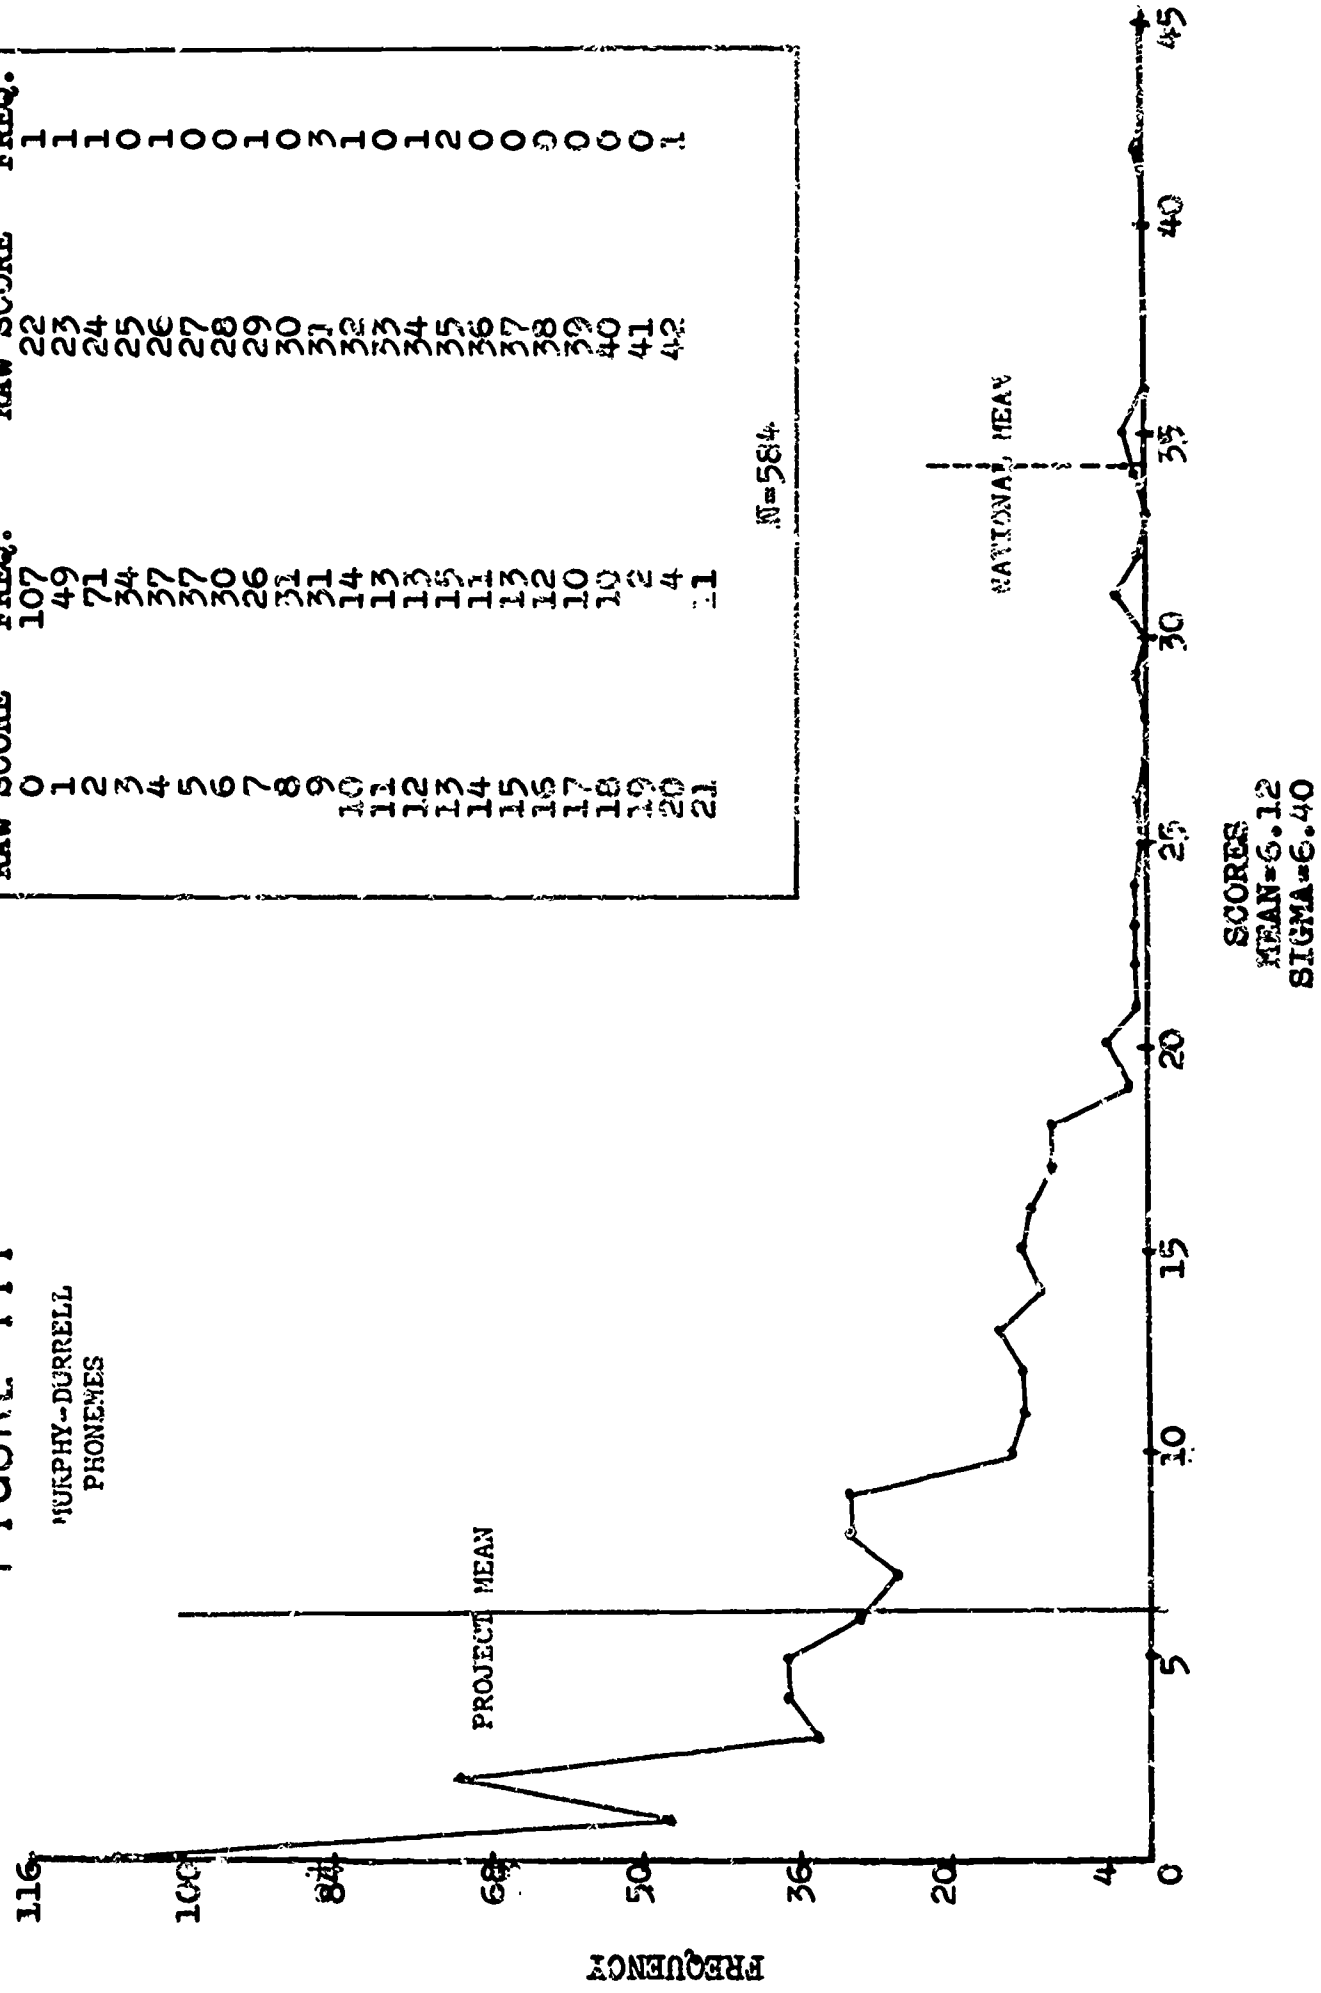 MURPHY-DURRELL
PHONEMES
RAW SCORE FREQ. RAW SCORE FREQ.
0 107 22 1
1 49 23 1
2 71 24 1
3 34 25 0
4 37 26 1
5 37 27 0
6 30 28 0
7 26 29 1
8 31 30 0
9 31 31 3
10 14 32 1
11 13 33 0
12 13 34 1
13 15 35 2
14 11 36 0
15 13 37 0
16 12 38 0
17 10 39 0
18 10 40 0
19 2 41 0
20 4 42 1
21 1
N=584
PROJECT MEAN
NATIONAL MEAN
FREQUENCY
116
100
84
68
50
36
20
4
0 5 10 15 20 25 30 35 40 45
SCORES
MEAN=6.12
SIGMA=6.40